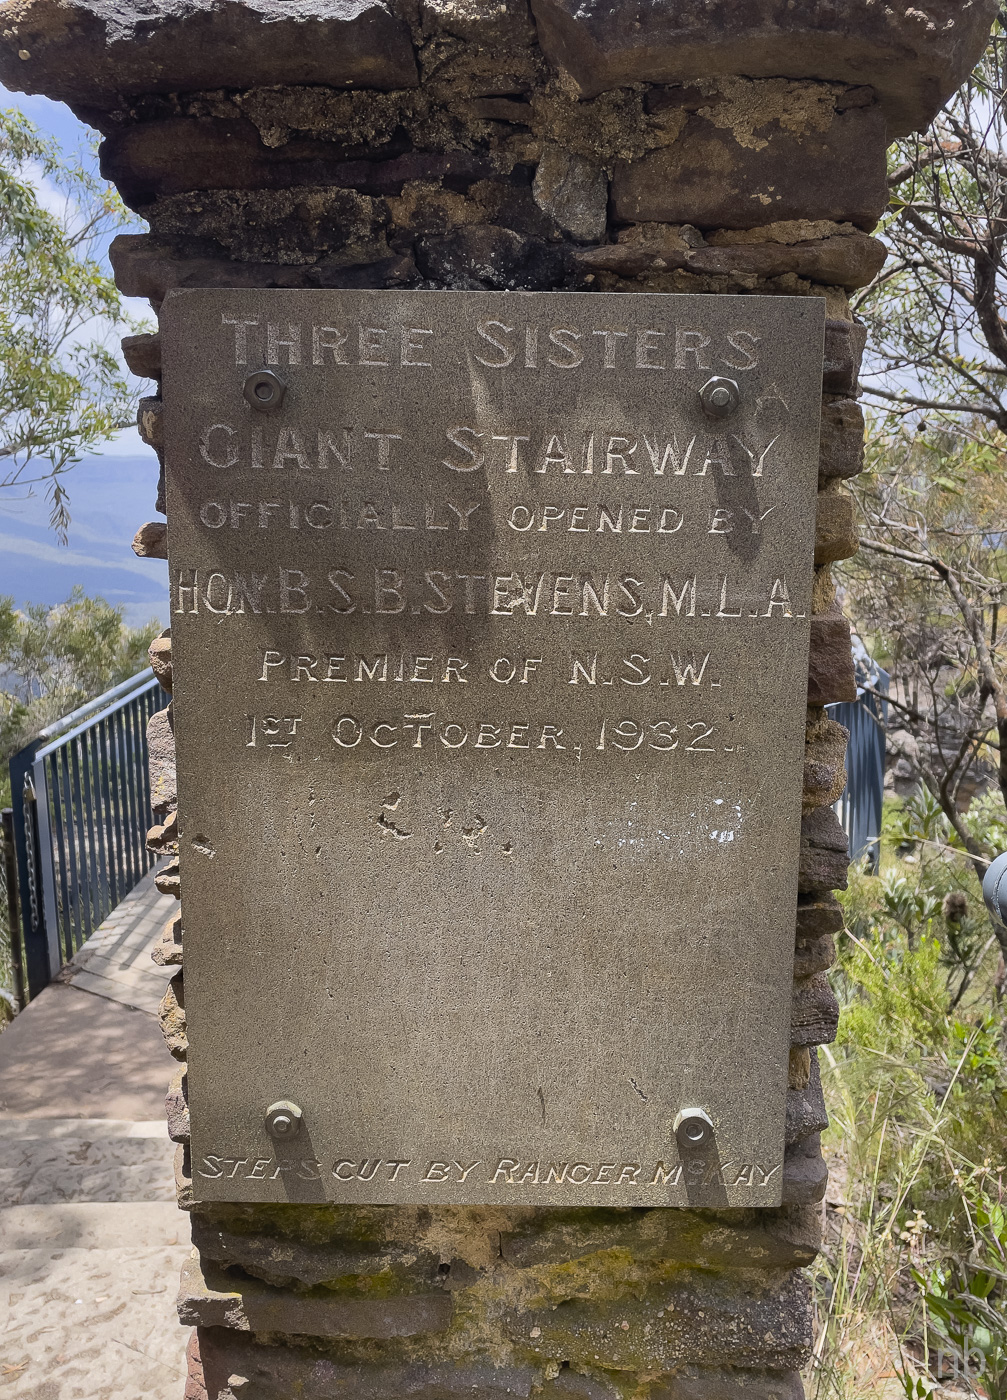 THREE SISTERS
GIANT STAIRWAY
OFFICIALLY OPENED BY
HON. B.S.B. STEVENS, M.L.A.
PREMIER OF N.S.W.
1ST OCTOBER, 1932.
STEPS CUT BY RANGER MCKAY
nb